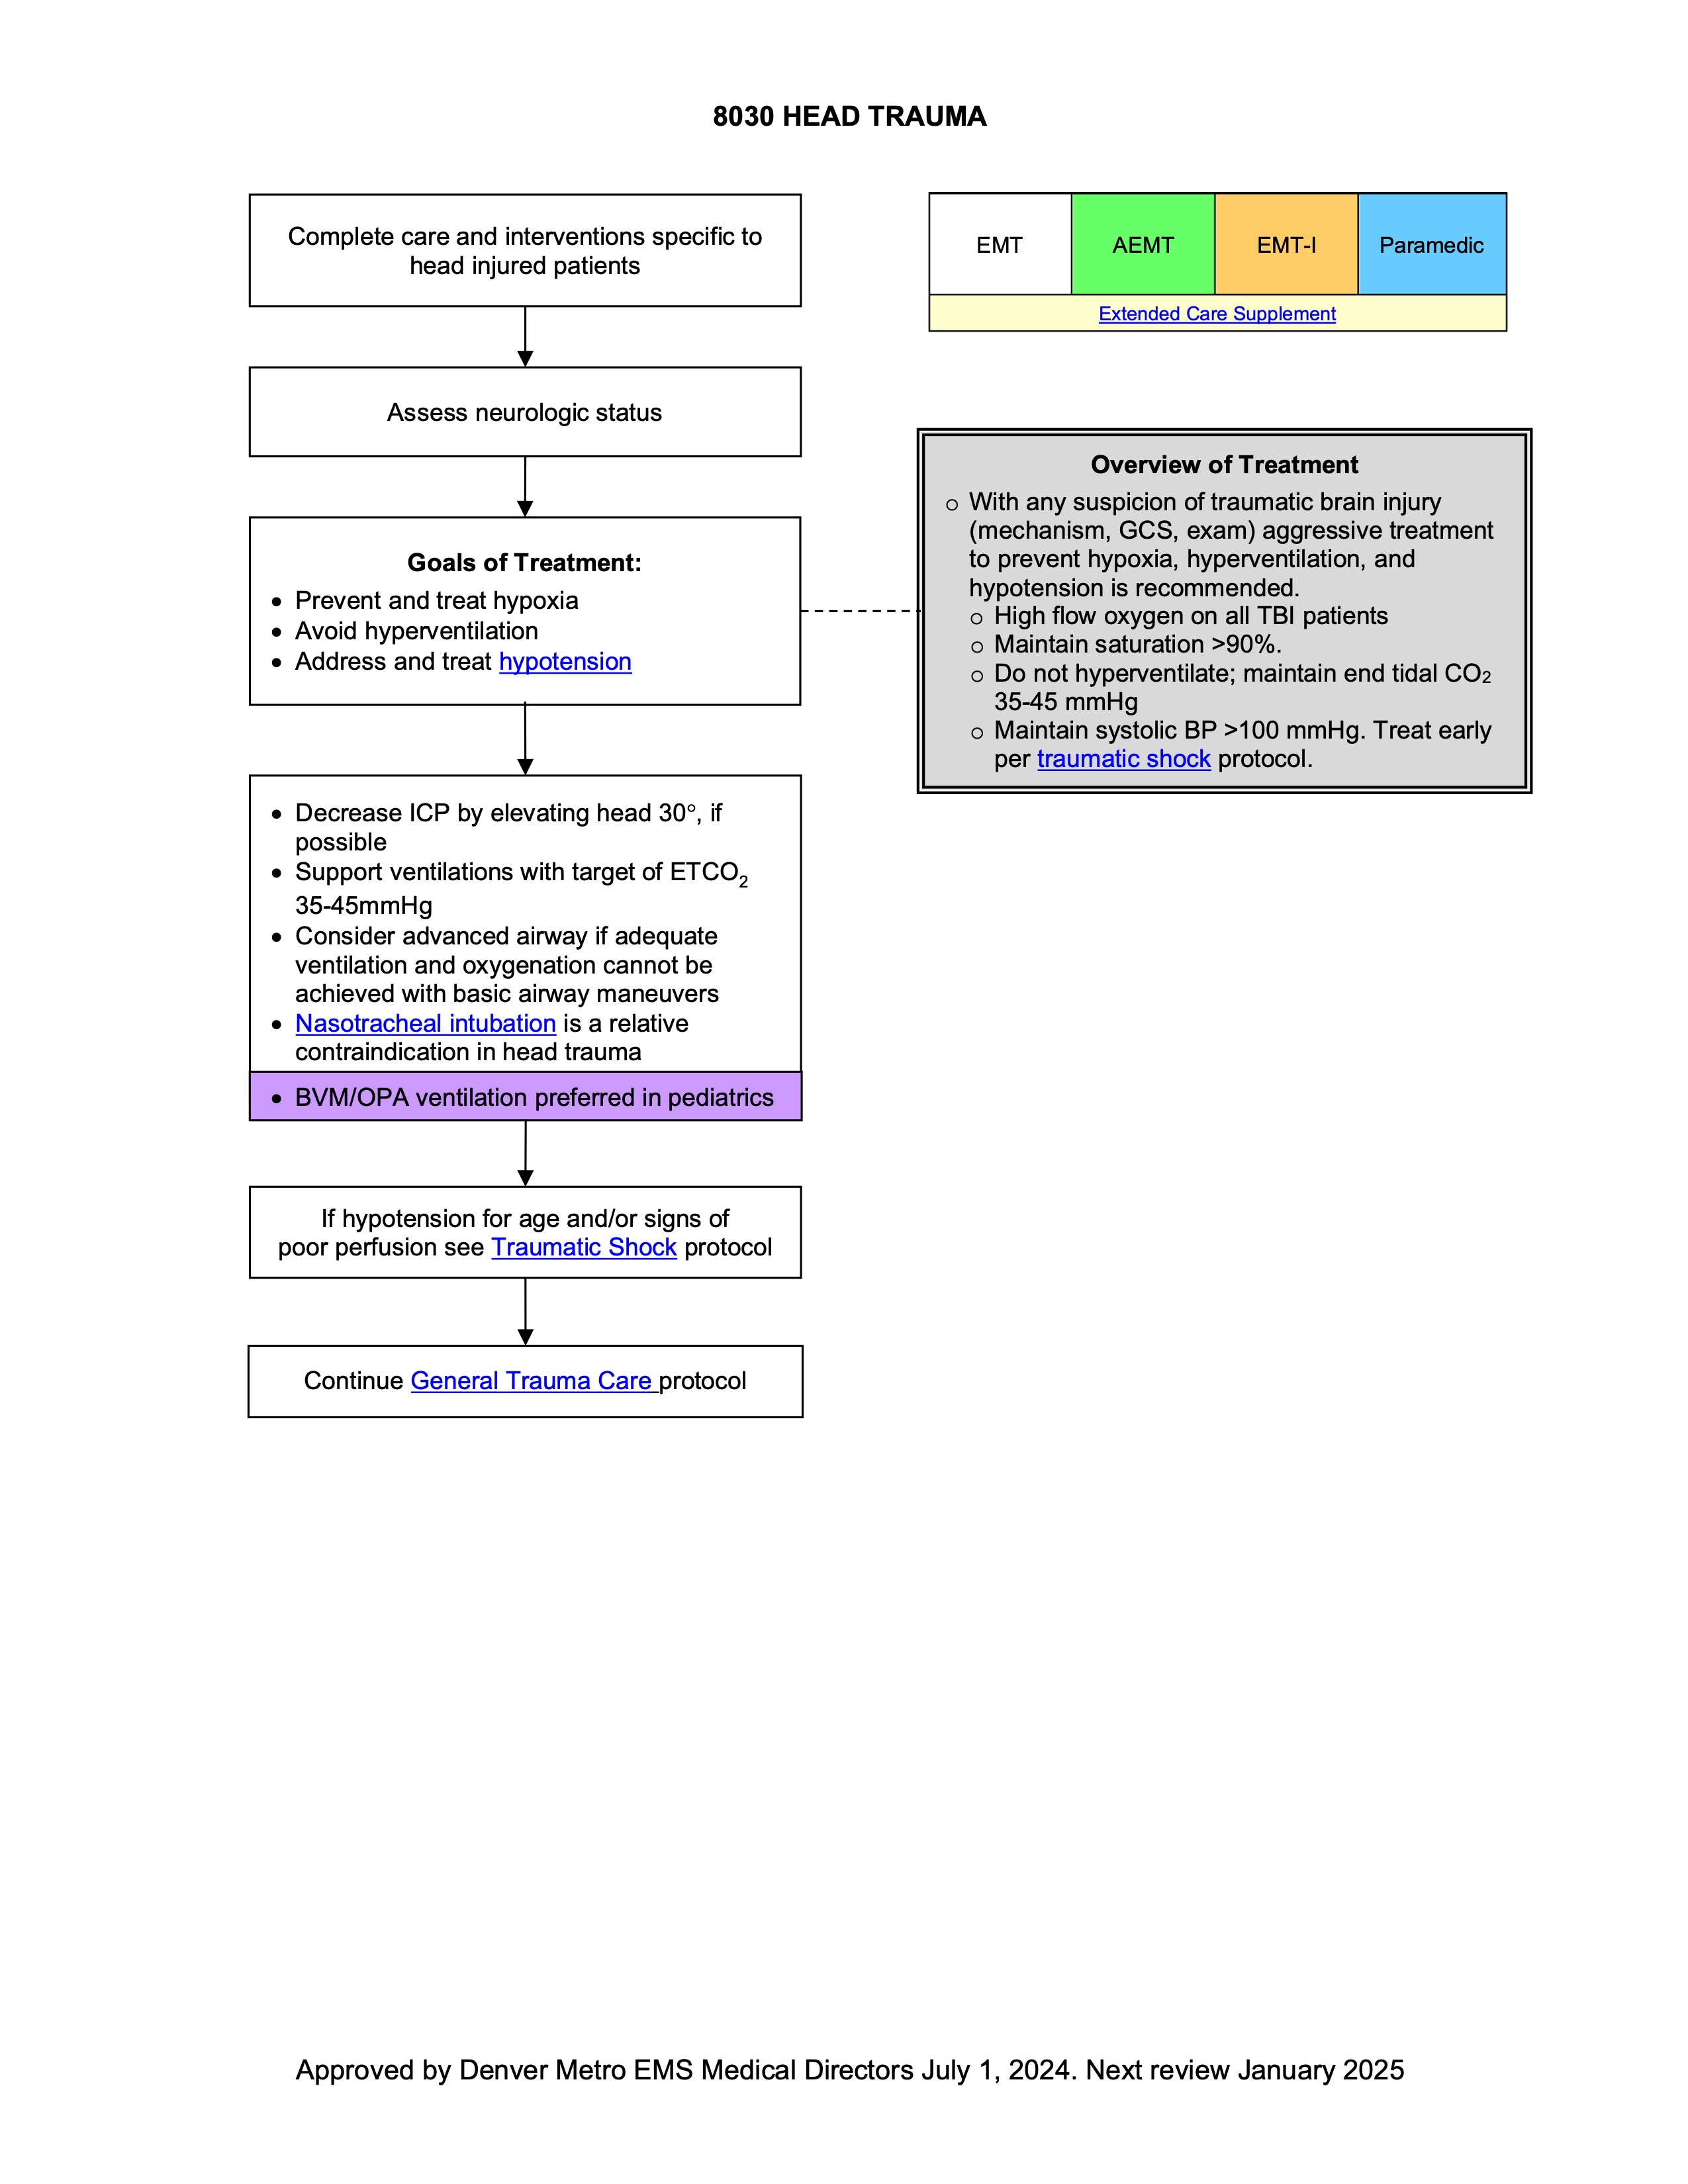 8030 HEAD TRAUMA
Complete care and interventions specific to
head injured patients
EMT
AEMT
EMT-I
Paramedic
Extended Care Supplement
Assess neurologic status
Goals of Treatment:
• Prevent and treat hypoxia
• Avoid hyperventilation
• Address and treat hypotension
Overview of Treatment
o With any suspicion of traumatic brain injury
(mechanism, GCS, exam) aggressive treatment
to prevent hypoxia, hyperventilation, and
hypotension is recommended.
o High flow oxygen on all TBI patients
o Maintain saturation >90%.
o Do not hyperventilate; maintain end tidal CO₂
35-45 mmHg
o Maintain systolic BP >100 mmHg. Treat early
per traumatic shock protocol.
• Decrease ICP by elevating head 30°, if
possible
• Support ventilations with target of ETCO₂
35-45mmHg
• Consider advanced airway if adequate
ventilation and oxygenation cannot be
achieved with basic airway maneuvers
• Nasotracheal intubation is a relative
contraindication in head trauma
• BVM/OPA ventilation preferred in pediatrics
If hypotension for age and/or signs of
poor perfusion see Traumatic Shock protocol
Continue General Trauma Care protocol
Approved by Denver Metro EMS Medical Directors July 1, 2024. Next review January 2025